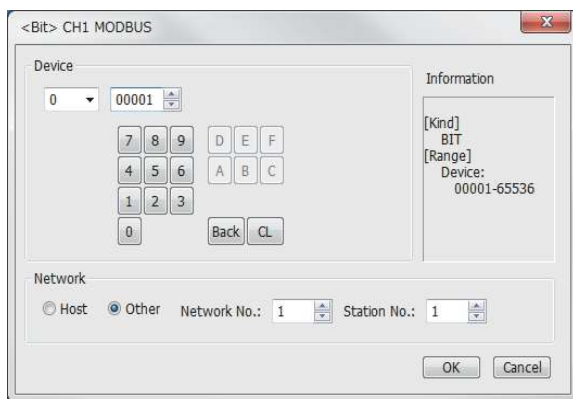 <Bit> CH1 MODBUS
Device
0 00001
7 8 9 D E F
4 5 6 A B C
1 2 3
0 Back CL
Information
[Kind]
BIT
[Range]
Device:
00001-65536
Network
Host Other Network No.: 1 Station No.: 1
OK Cancel